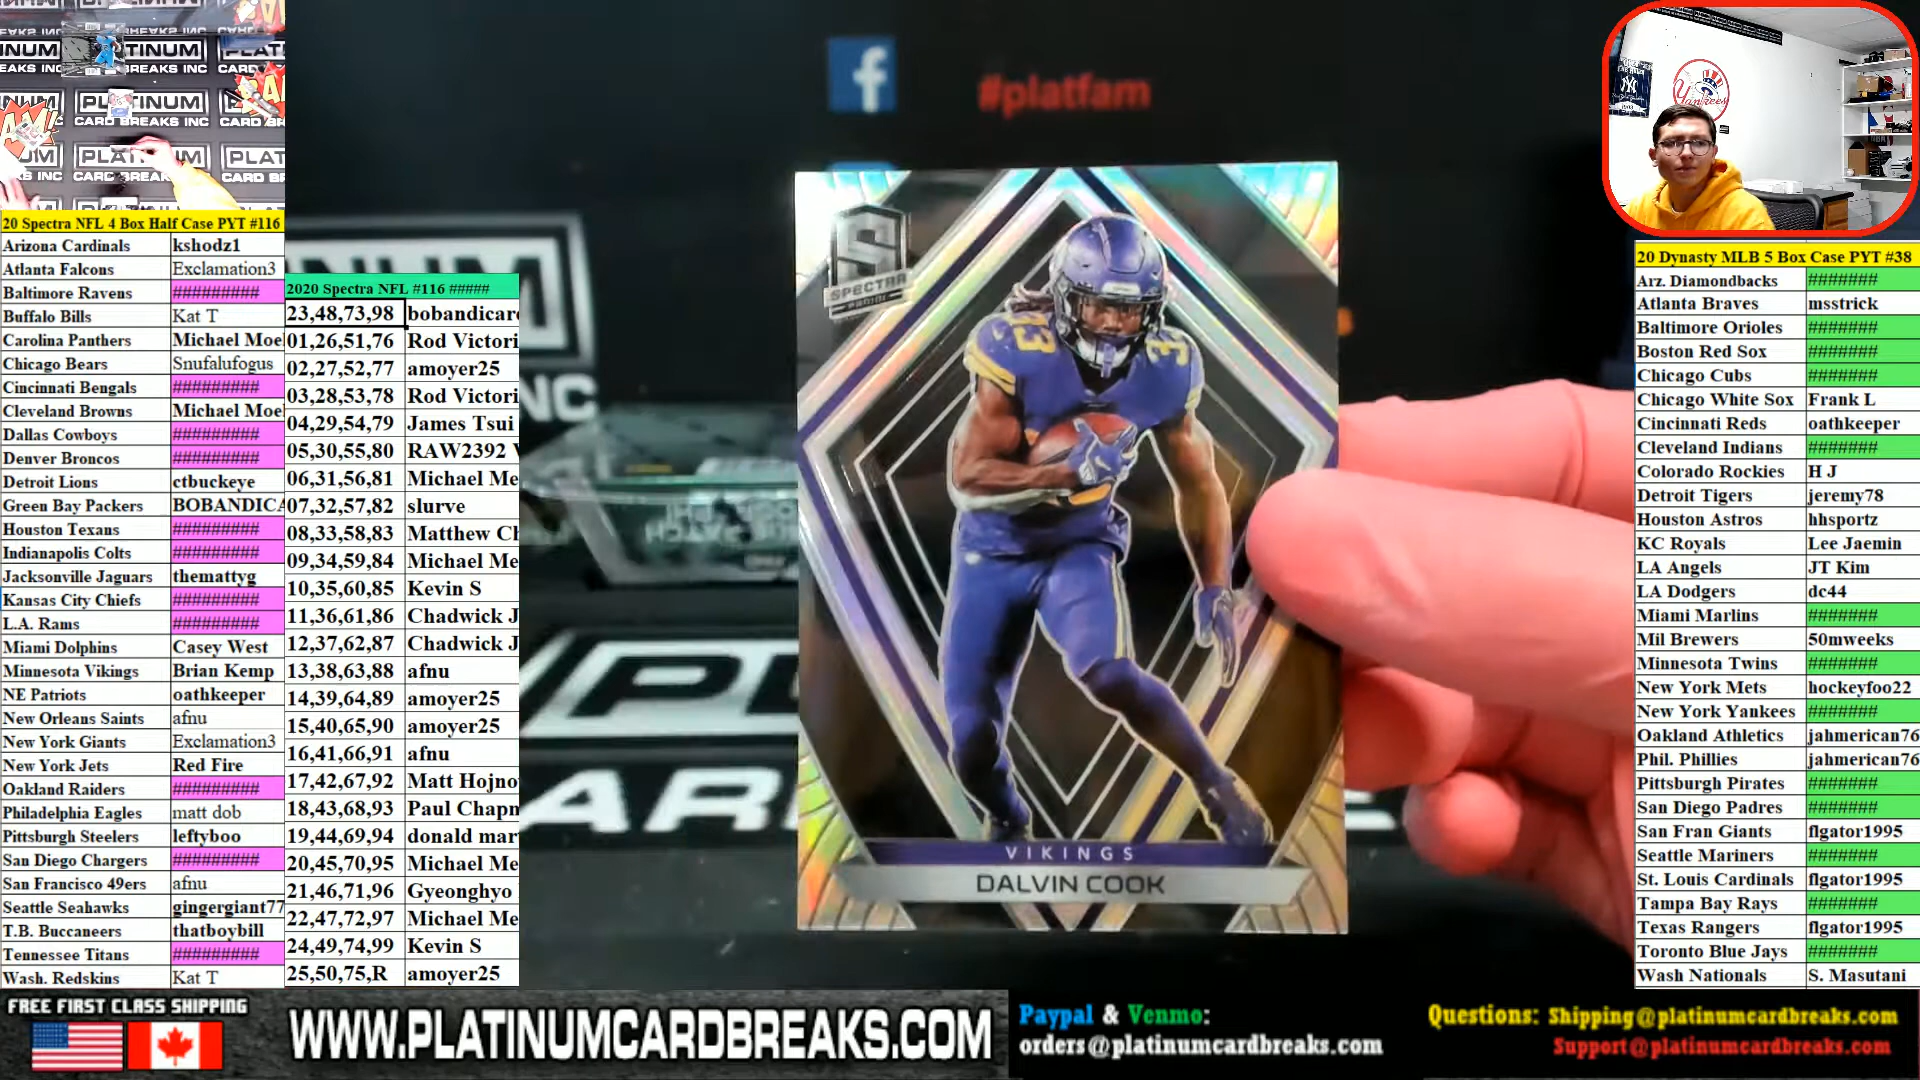 PLATINUM
CARD BREAKS INC
20 Spectra NFL 4 Box Half Case PYT #116
Arizona Cardinals kshodz1
Atlanta Falcons Exclamation3
Baltimore Ravens #########
Buffalo Bills Kat T
Carolina Panthers Michael Moe
Chicago Bears Snufalufogus
Cincinnati Bengals #########
Cleveland Browns Michael Moe
Dallas Cowboys #########
Denver Broncos #########
Detroit Lions ctbuckeye
Green Bay Packers BOBANDICA
Houston Texans #########
Indianapolis Colts #########
Jacksonville Jaguars themattyg
Kansas City Chiefs #########
L.A. Rams #########
Miami Dolphins Casey West
Minnesota Vikings Brian Kemp
NE Patriots oathkeeper
New Orleans Saints afnu
New York Giants Exclamation3
New York Jets Red Fire
Oakland Raiders #########
Philadelphia Eagles matt dob
Pittsburgh Steelers leftyboo
San Diego Chargers #########
San Francisco 49ers afnu
Seattle Seahawks gingergiant77
T.B. Buccaneers thatboybill
Tennessee Titans #########
Wash. Redskins Kat T
2020 Spectra NFL #116 #####
23,48,73,98 bobandicar
01,26,51,76 Rod Victori
02,27,52,77 amoyer25
03,28,53,78 Rod Victori
04,29,54,79 James Tsui
05,30,55,80 RAW2392
06,31,56,81 Michael Me
07,32,57,82 slurve
08,33,58,83 Matthew Ch
09,34,59,84 Michael Me
10,35,60,85 Kevin S
11,36,61,86 Chadwick J
12,37,62,87 Chadwick J
13,38,63,88 afnu
14,39,64,89 amoyer25
15,40,65,90 amoyer25
16,41,66,91 afnu
17,42,67,92 Matt Hojno
18,43,68,93 Paul Chapm
19,44,69,94 donald mar
20,45,70,95 Michael Me
21,46,71,96 Gyeonghyo
22,47,72,97 Michael Me
24,49,74,99 Kevin S
25,50,75,R amoyer25
f #platfam
S
SPECTRA
PANINI
33
VIKINGS
DALVIN COOK
Yankees
20 Dynasty MLB 5 Box Case PYT #38
Arz. Diamondbacks #######
Atlanta Braves msstrick
Baltimore Orioles #######
Boston Red Sox #######
Chicago Cubs #######
Chicago White Sox Frank L
Cincinnati Reds oathkeeper
Cleveland Indians #######
Colorado Rockies H J
Detroit Tigers jeremy78
Houston Astros hhsportz
KC Royals Lee Jaemin
LA Angels JT Kim
LA Dodgers dc44
Miami Marlins #######
Mil Brewers 50mweeks
Minnesota Twins #######
New York Mets hockeyfoo22
New York Yankees #######
Oakland Athletics jahmerican76
Phil. Phillies jahmerican76
Pittsburgh Pirates #######
San Diego Padres #######
San Fran Giants flgator1995
Seattle Mariners #######
St. Louis Cardinals flgator1995
Tampa Bay Rays #######
Texas Rangers flgator1995
Toronto Blue Jays #######
Wash Nationals S. Masutani
FREE FIRST CLASS SHIPPING
WWW.PLATINUMCARDBREAKS.COM
Paypal & Venmo:
orders@platinumcardbreaks.com
Questions: Shipping@platinumcardbreaks.com
Support@platinumcardbreaks.com